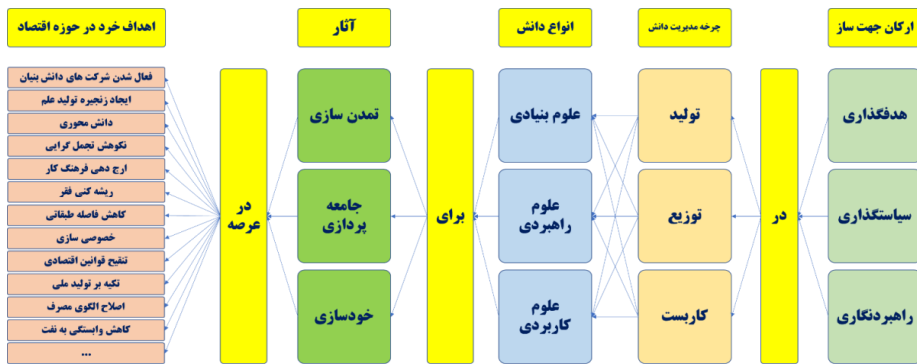 ارکان جهت ساز
چرخه مدیریت دانش
انواع دانش
آثار
اهداف خرد در حوزه اقتصاد
هدفگذاری
سیاستگذاری
راهبردنگاری
در
تولید
توزیع
کاربست
علوم بنیادی
علوم
راهبردی
علوم
کاربردی
برای
تمدن سازی
جامعه
پردازی
خودسازی
در
عرصه
فعال شدن شرکت های دانش بنیان
ایجاد زنجیره تولید علم
دانش محوری
نکوهش تجمل گرایی
ارج دهی فرهنگ کار
ریشه کنی فقر
کاهش فاصله طبقاتی
خصوصی سازی
تنقیح قوانین اقتصادی
تکیه بر تولید ملی
اصلاح الگوی مصرف
کاهش وابستگی به نفت
...